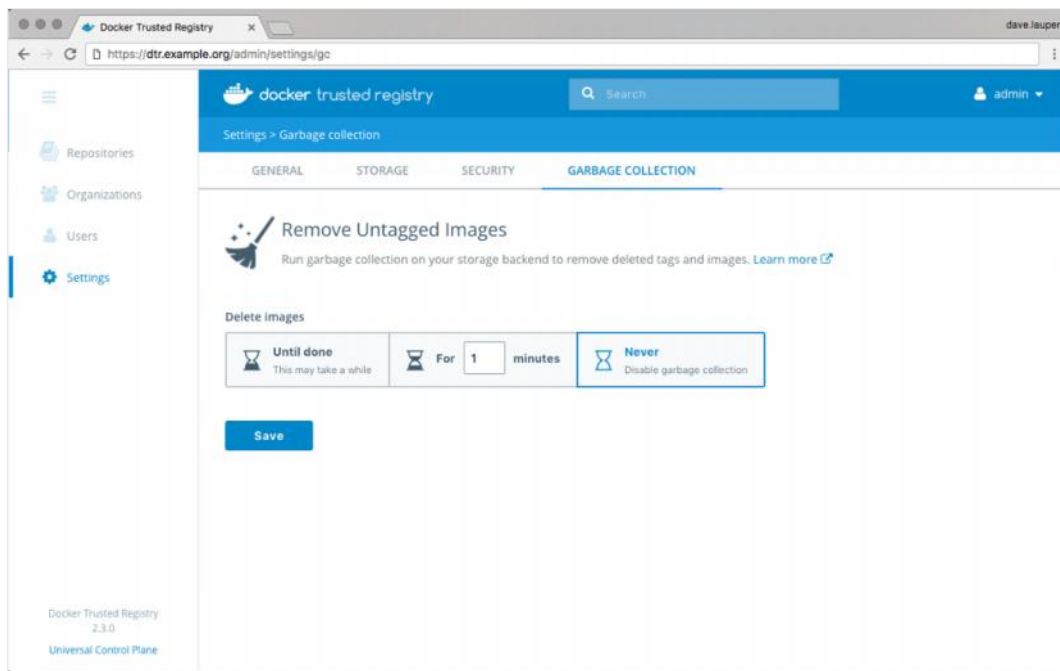 Docker Trusted Registry
dave.lauper
https://dtr.example.org/admin/settings/gc
docker trusted registry
Search
admin
Settings > Garbage collection
Repositories
Organizations
Users
Settings
GENERAL STORAGE SECURITY GARBAGE COLLECTION
Remove Untagged Images
Run garbage collection on your storage backend to remove deleted tags and images. Learn more
Delete images
Until done
This may take a while
For 1 minutes
Never
Disable garbage collection
Save
Docker Trusted Registry
2.3.0
Universal Control Plane